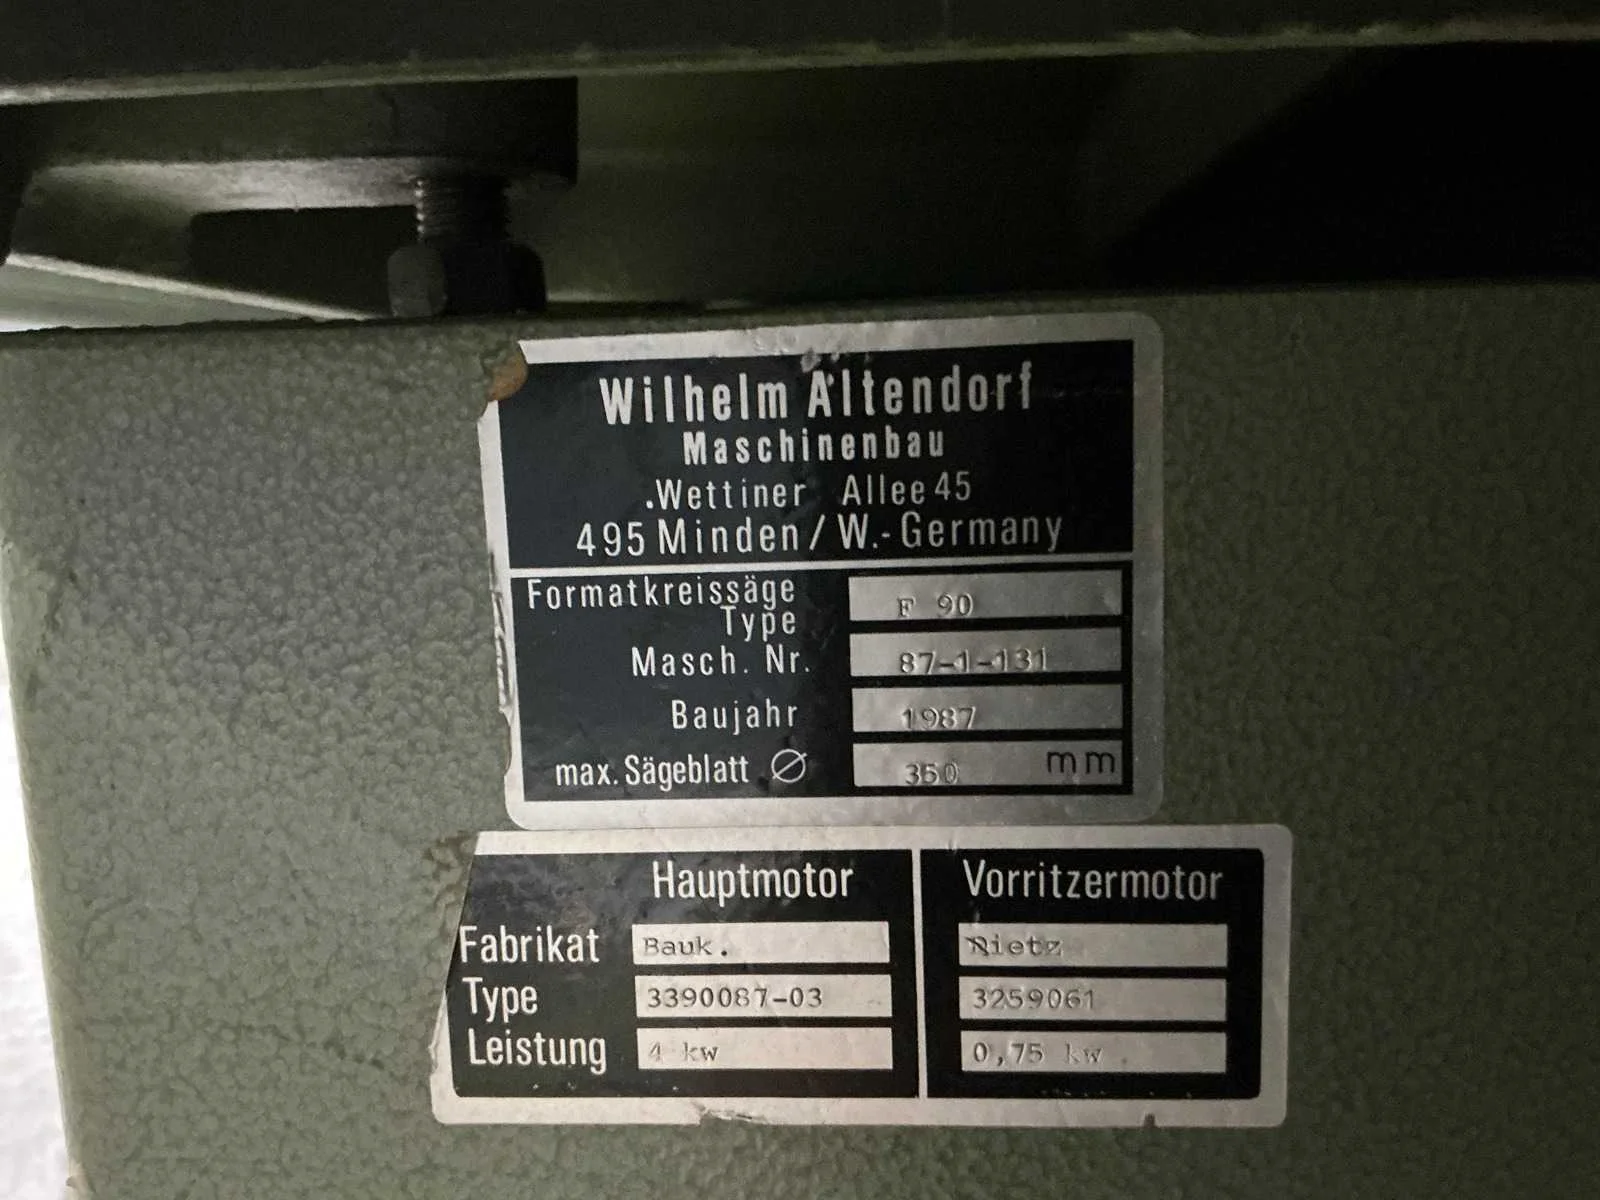 Wilhelm Altendorf
Maschinenbau
Wettiner Allee 45
495 Minden / W.-Germany
Formatkreissäge
Type F 90
Masch. Nr. 87-1-131
Baujahr 1987
max. Sägeblatt Ø 350 mm
Hauptmotor Vorritzermotor
Fabrikat Bauk. Rietz
Type 3390087-03 3259061
Leistung 4 kw 0,75 kw